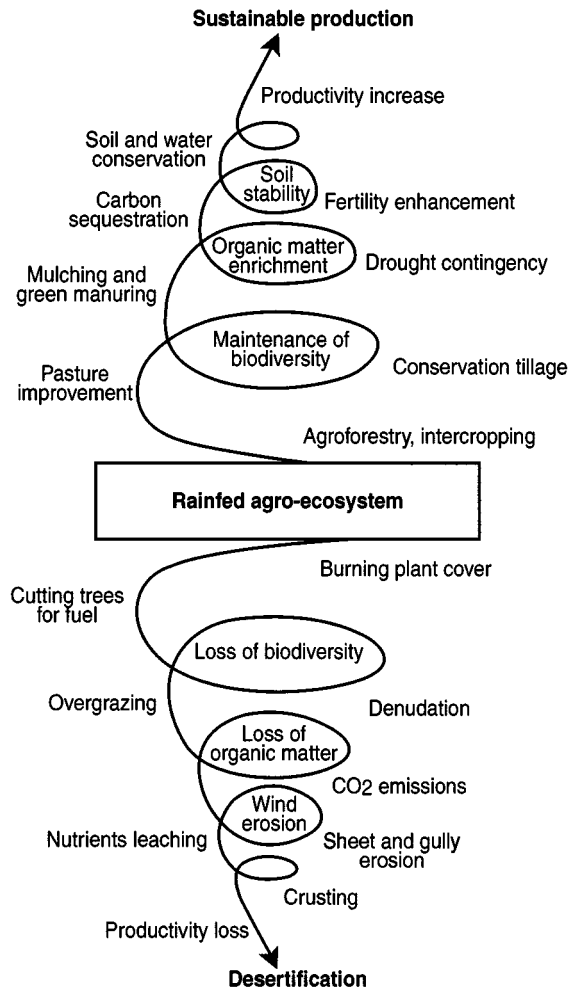 Sustainable production
Productivity increase
Soil and water
conservation
Soil
stability
Fertility enhancement
Carbon
sequestration
Organic matter
enrichment
Drought contingency
Mulching and
green manuring
Maintenance of
biodiversity
Conservation tillage
Pasture
improvement
Agroforestry, intercropping
Rainfed agro-ecosystem
Burning plant cover
Cutting trees
for fuel
Loss of biodiversity
Overgrazing
Denudation
Loss of
organic matter
CO2 emissions
Wind
erosion
Nutrients leaching
Sheet and gully
erosion
Crusting
Productivity loss
Desertification